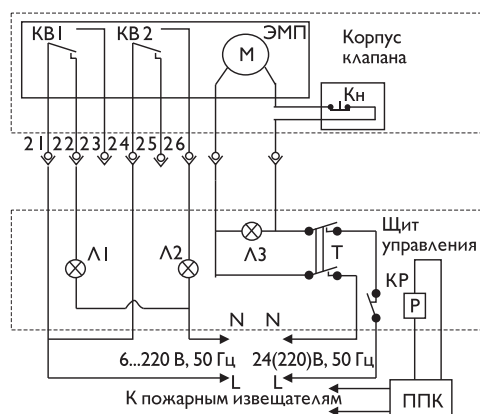 КВ1 КВ2 ЭМП
М
Корпус
клапана
Кн
21 22 23 24 25 26
Щит
управления
Л1 Л2 Л3 Т
КР
Р
N N
6...220 В, 50 Гц 24(220)В, 50 Гц
L L
К пожарным извещателям
ППК